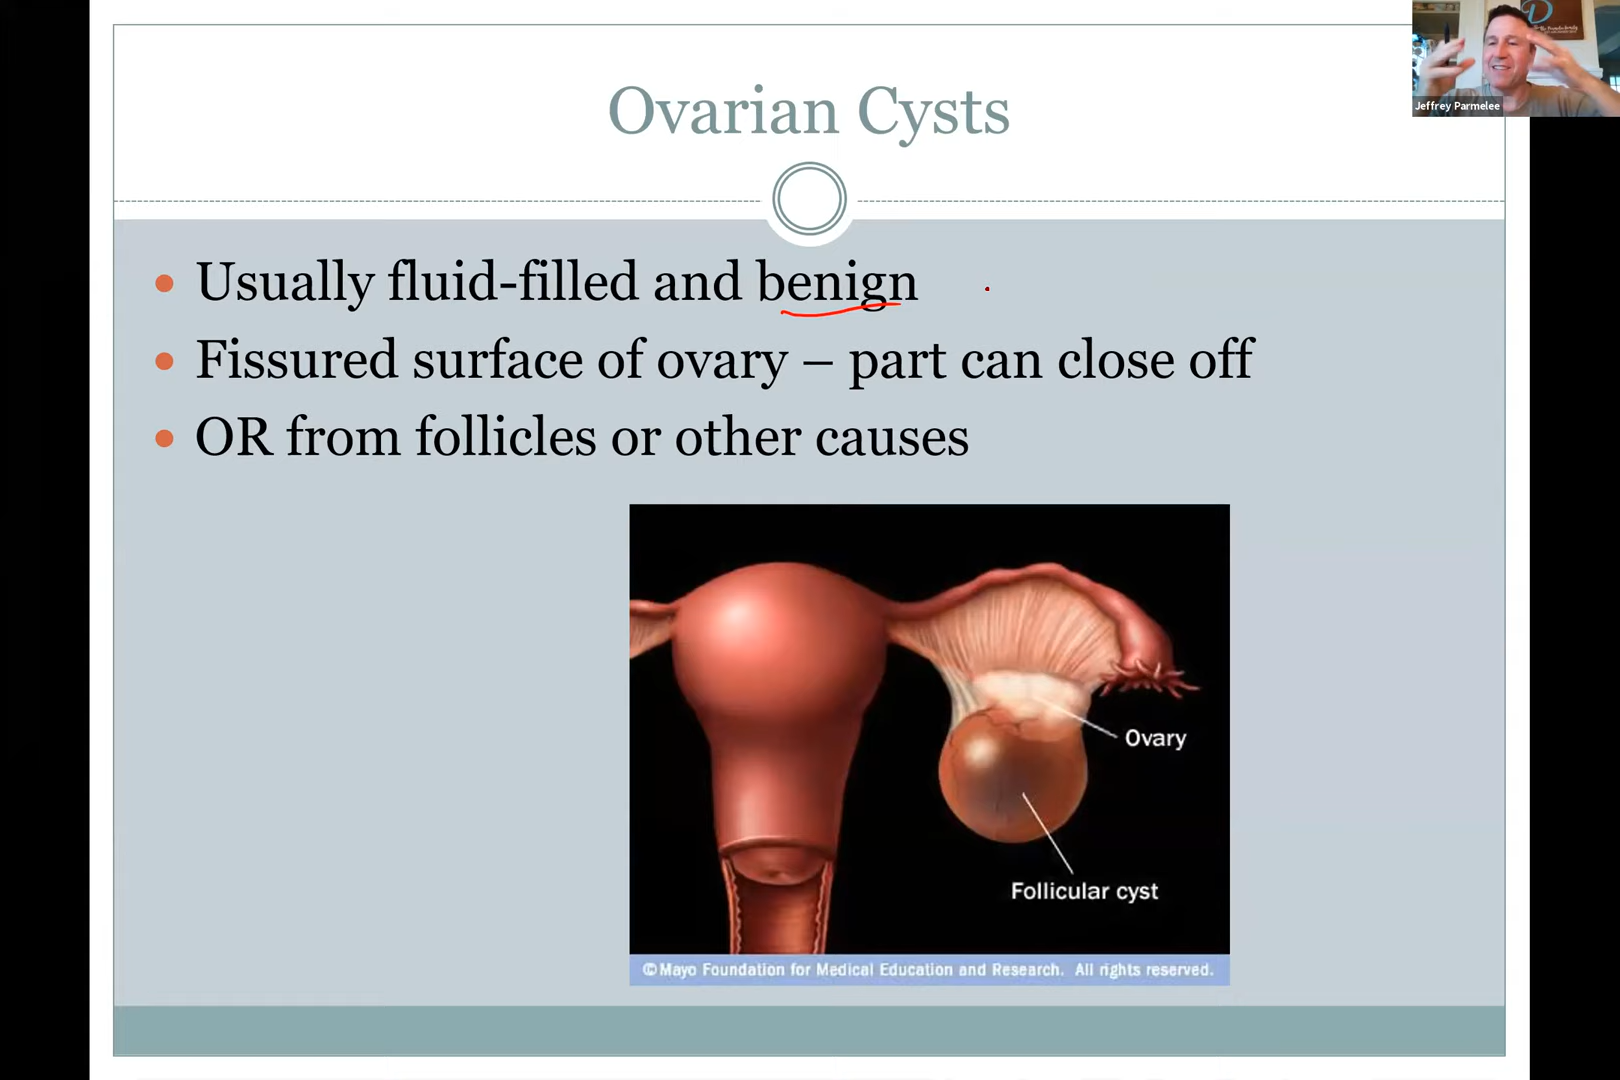 Ovarian Cysts
Jeffrey Parmelee
Usually fluid-filled and benign
Fissured surface of ovary – part can close off
OR from follicles or other causes
Ovary
Follicular cyst
©Mayo Foundation for Medical Education and Research. All rights reserved.